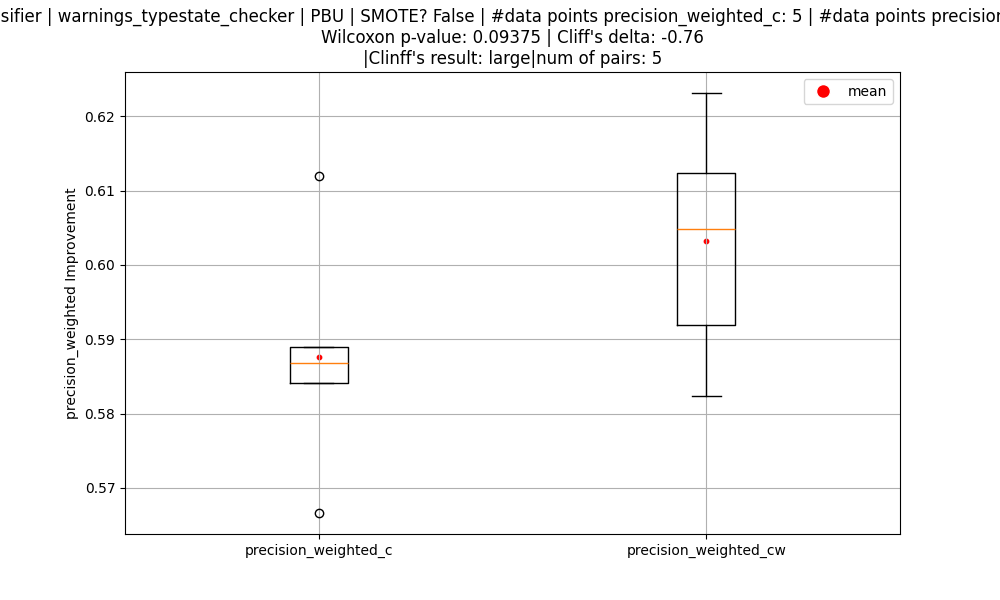 | warnings_typestate_checker | PBU | SMOTE? False | #data points precision_weighted_c: 5 | #data points
Wilcoxon p-value: 0.09375 | Cliff's delta: -0.76
|Clinff's result: large|num of pairs: 5
mean
0.62
0.61
0.60
0.59
0.58
0.57
precision_weighted Improvement
precision_weighted_c
precision_weighted_cw